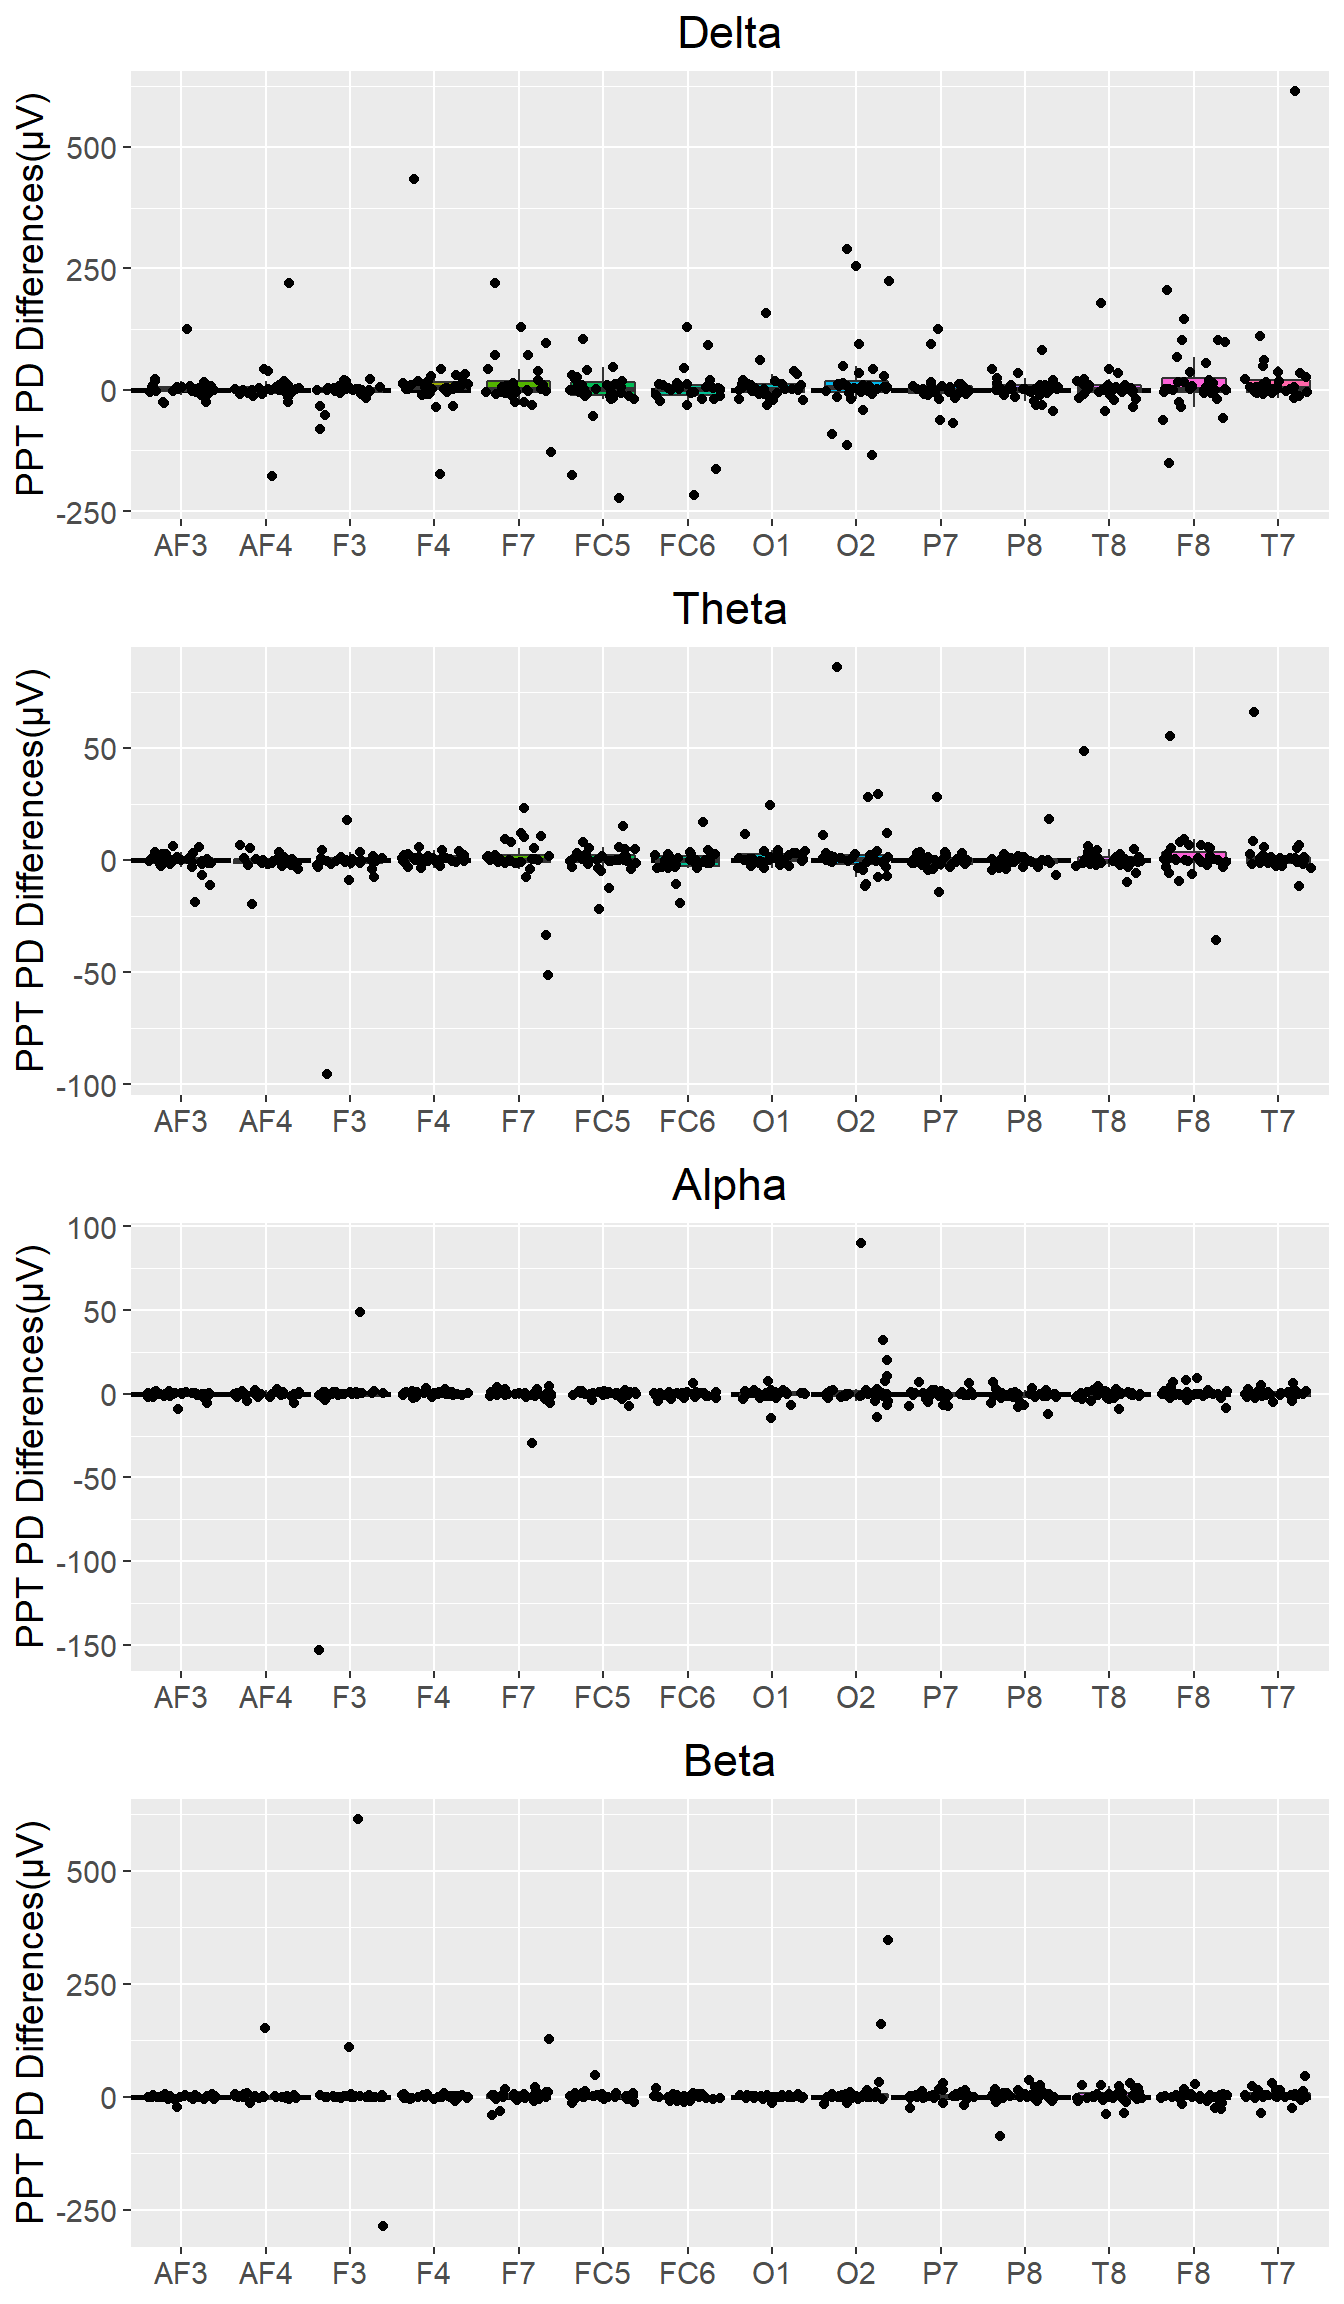 Delta
PPT PD Differences(µV)
500
250
0
-250
AF3 AF4 F3 F4 F7 FC5 FC6 O1 O2 P7 P8 T8 F8 T7
Theta
PPT PD Differences(µV)
50
0
-50
-100
AF3 AF4 F3 F4 F7 FC5 FC6 O1 O2 P7 P8 T8 F8 T7
Alpha
PPT PD Differences(µV)
100
50
0
-50
-100
-150
AF3 AF4 F3 F4 F7 FC5 FC6 O1 O2 P7 P8 T8 F8 T7
Beta
PPT PD Differences(µV)
500
250
0
-250
AF3 AF4 F3 F4 F7 FC5 FC6 O1 O2 P7 P8 T8 F8 T7